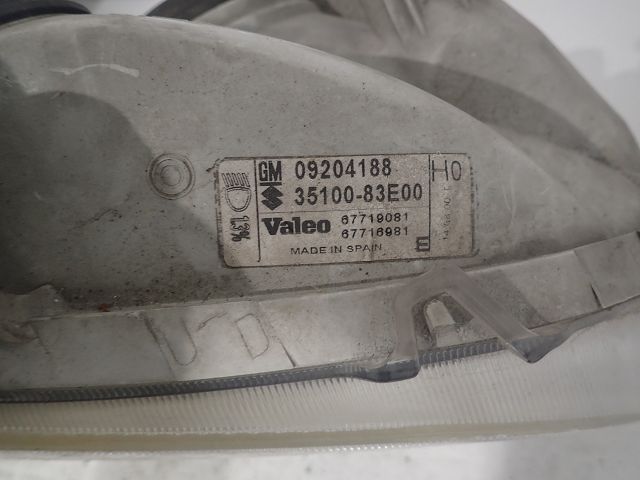 GM 09204188 H0
35100-83E00
Valeo 67719081
67716981
MADE IN SPAIN E
1.3%